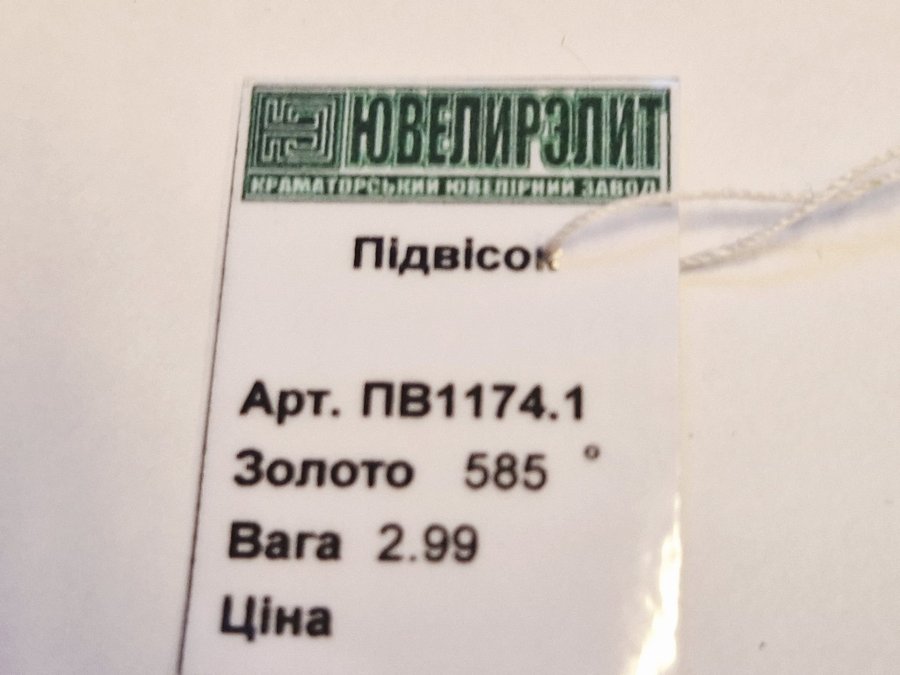 ЮВЕЛИРЭЛИТ
КРАМАТОРСЬКИЙ ЮВЕЛІРНИЙ ЗАВОД
Підвісок
Арт. ПВ1174.1
Золото 585 °
Вага 2.99
Ціна